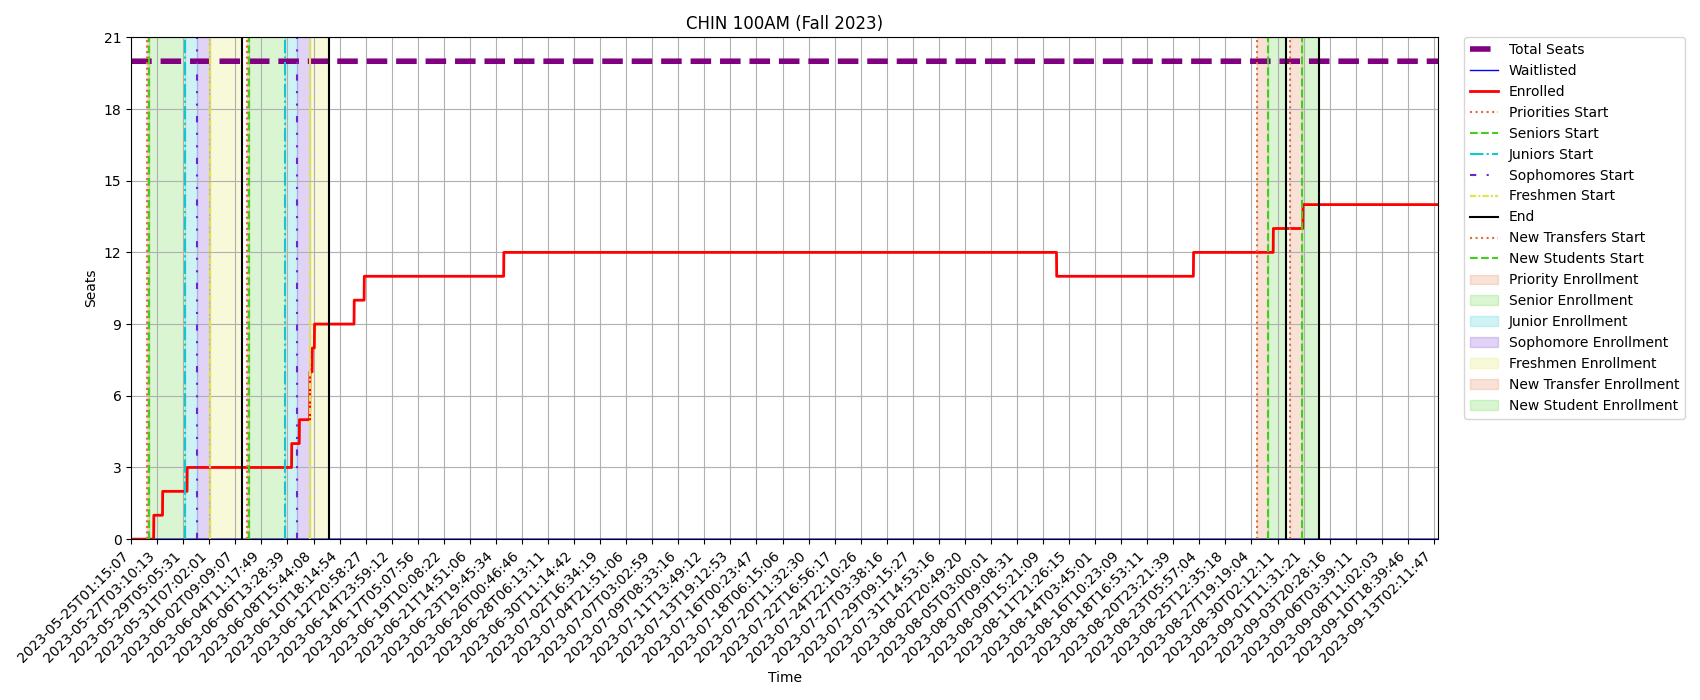 CHIN 100AM (Fall 2023)
21
18
15
12
9
6
3
0
Seats
2023-05-25T01:15:07
2023-05-27T03:10:13
2023-05-29T05:05:31
2023-05-31T07:02:01
2023-06-02T09:09:07
2023-06-04T11:17:49
2023-06-06T13:28:39
2023-06-08T15:44:08
2023-06-10T18:14:54
2023-06-12T20:58:27
2023-06-14T23:59:12
2023-06-17T05:07:56
2023-06-19T10:08:22
2023-06-21T14:51:06
2023-06-23T19:45:34
2023-06-26T00:46:46
2023-06-28T06:13:11
2023-06-30T11:14:42
2023-07-02T16:34:19
2023-07-04T21:51:06
2023-07-07T03:02:59
2023-07-09T08:33:16
2023-07-11T13:49:12
2023-07-13T19:12:53
2023-07-16T00:23:47
2023-07-18T06:15:06
2023-07-20T11:32:30
2023-07-22T16:56:17
2023-07-24T22:10:26
2023-07-27T03:38:16
2023-07-29T09:15:27
2023-07-31T14:53:16
2023-08-02T20:49:20
2023-08-05T03:00:01
2023-08-07T09:08:31
2023-08-09T15:21:09
2023-08-11T21:26:15
2023-08-14T03:45:01
2023-08-16T10:23:09
2023-08-18T16:53:11
2023-08-20T23:21:39
2023-08-23T05:57:04
2023-08-25T12:35:18
2023-08-27T19:19:04
2023-08-30T02:12:11
2023-09-01T11:31:21
2023-09-03T20:28:16
2023-09-06T03:39:11
2023-09-08T11:02:03
2023-09-10T18:39:46
2023-09-13T02:11:47
Time
Total Seats
Waitlisted
Enrolled
Priorities Start
Seniors Start
Juniors Start
Sophomores Start
Freshmen Start
End
New Transfers Start
New Students Start
Priority Enrollment
Senior Enrollment
Junior Enrollment
Sophomore Enrollment
Freshmen Enrollment
New Transfer Enrollment
New Student Enrollment